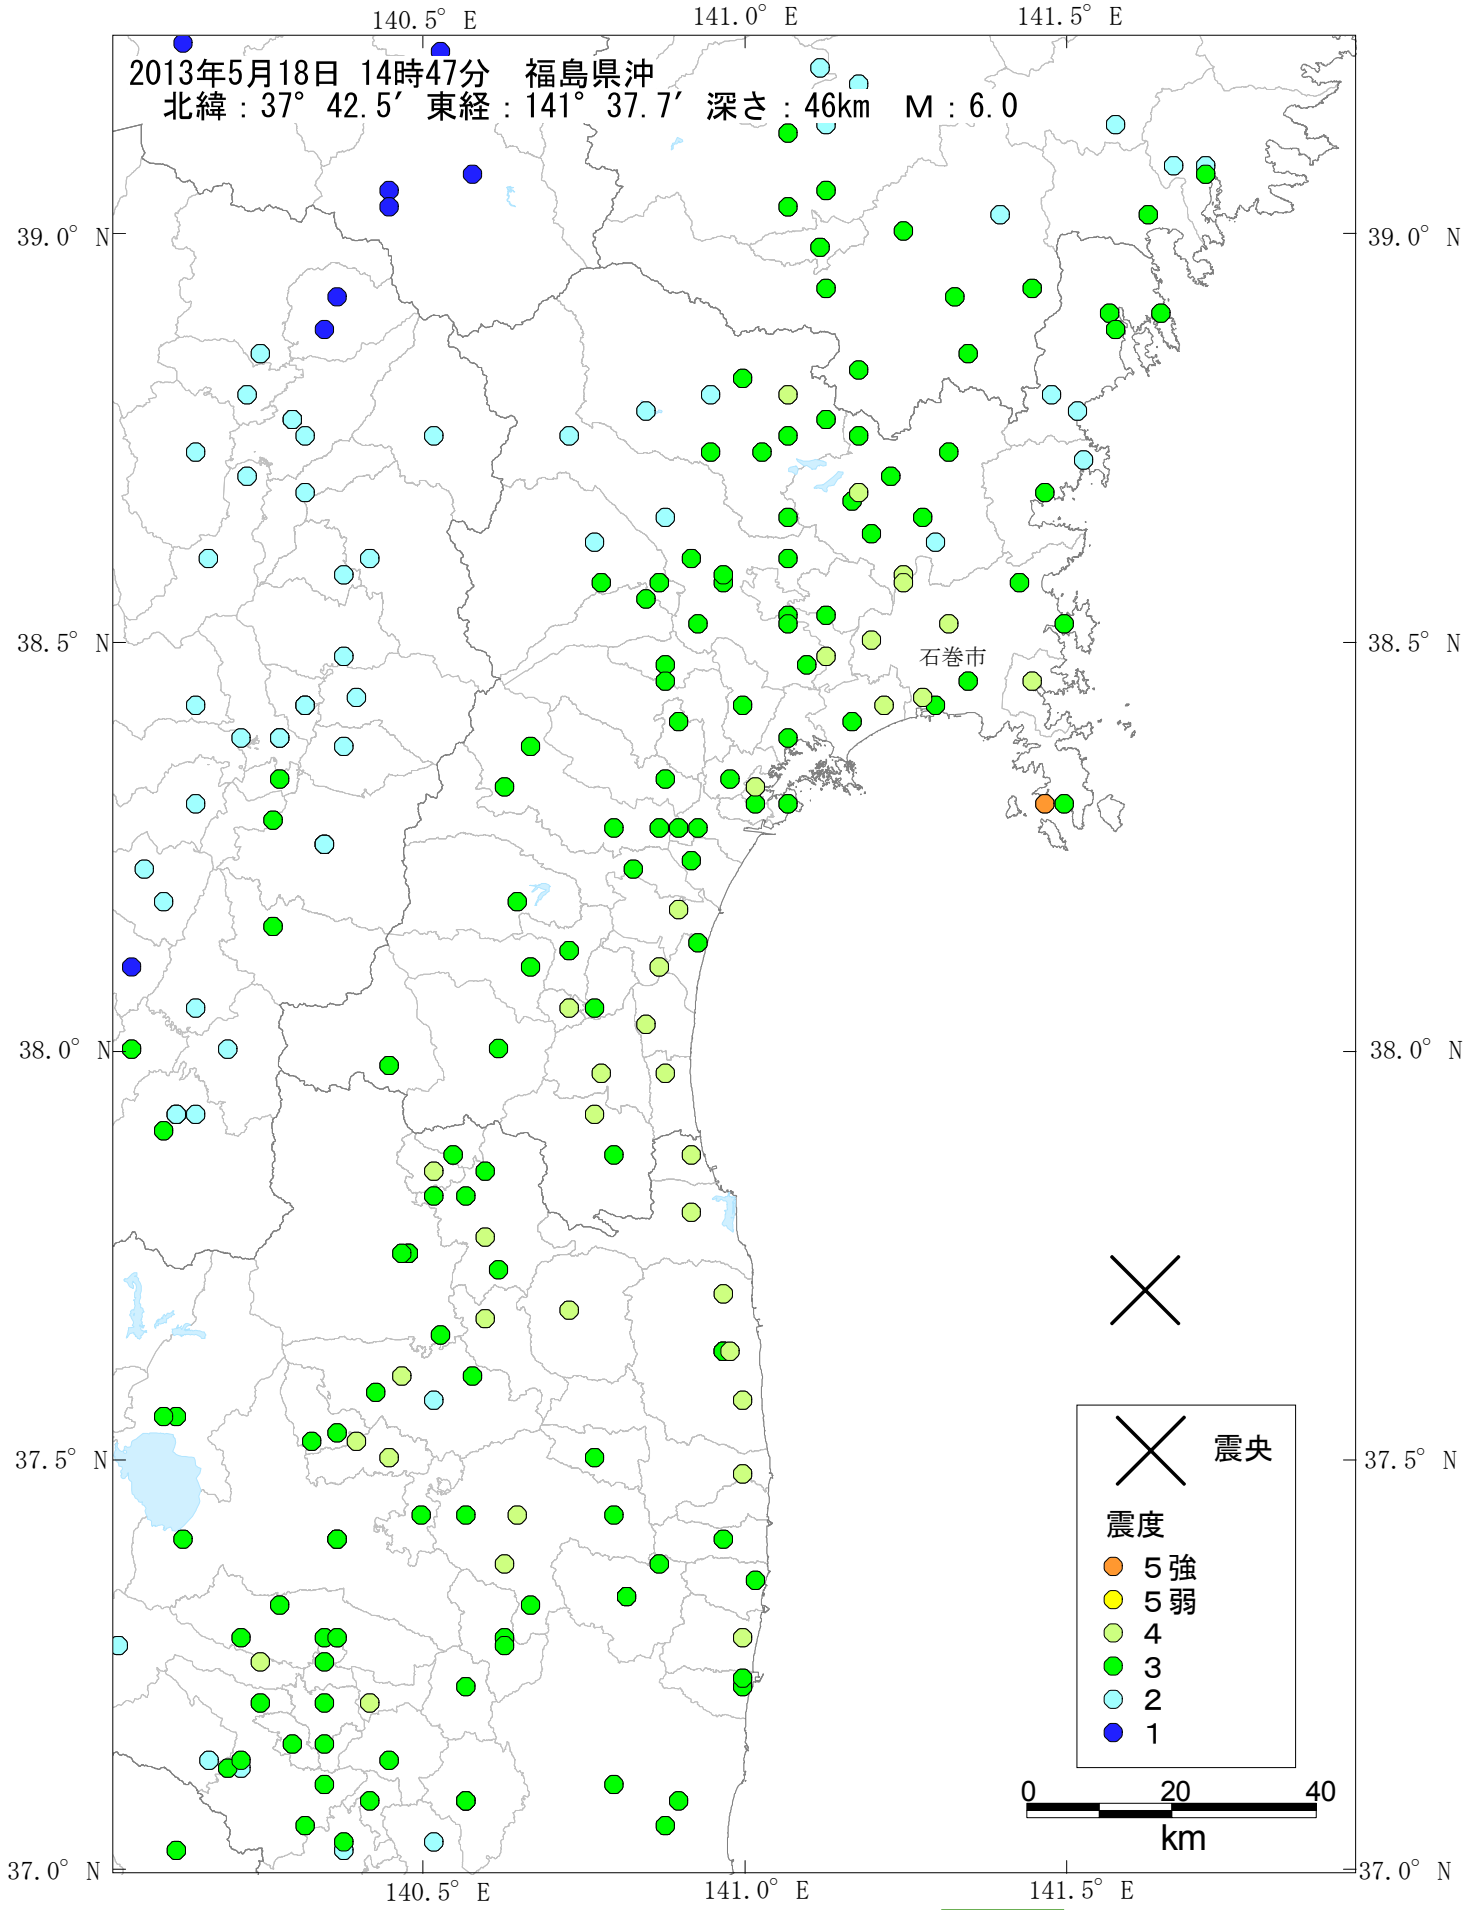 140.5° E 141.0° E 141.5° E
2013年5月18日 14時47分 福島県沖
北緯：37° 42.5′ 東経：141° 37.7′ 深さ：46km M：6.0
39.0° N 39.0° N
38.5° N 38.5° N
石巻市
38.0° N 38.0° N
37.5° N 37.5° N
震央
震度
5強
5弱
4
3
2
1
0 20 40
km
37.0° N 37.0° N
140.5° E 141.0° E 141.5° E